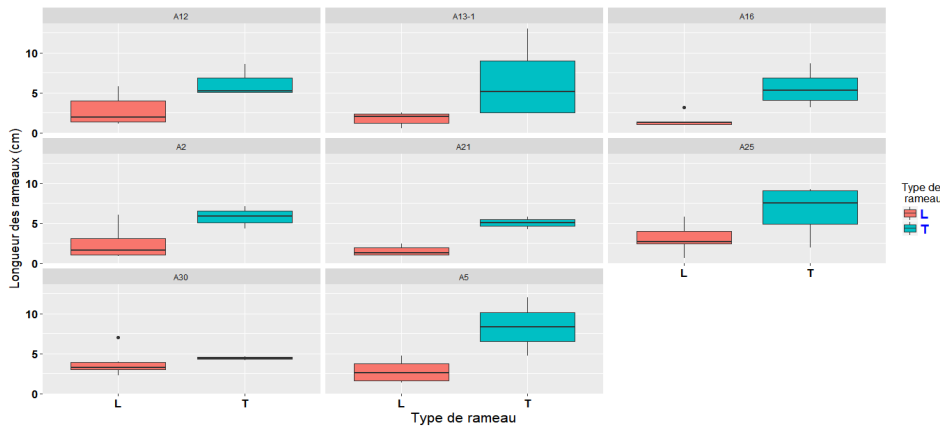 A12 A13-1 A16
10
5
0
A2 A21 A25
10
5
0
L T
A30 A5
10
5
0
L T L T
Type de rameau
Longueur des rameaux (cm)
Type de
rameau
L
T